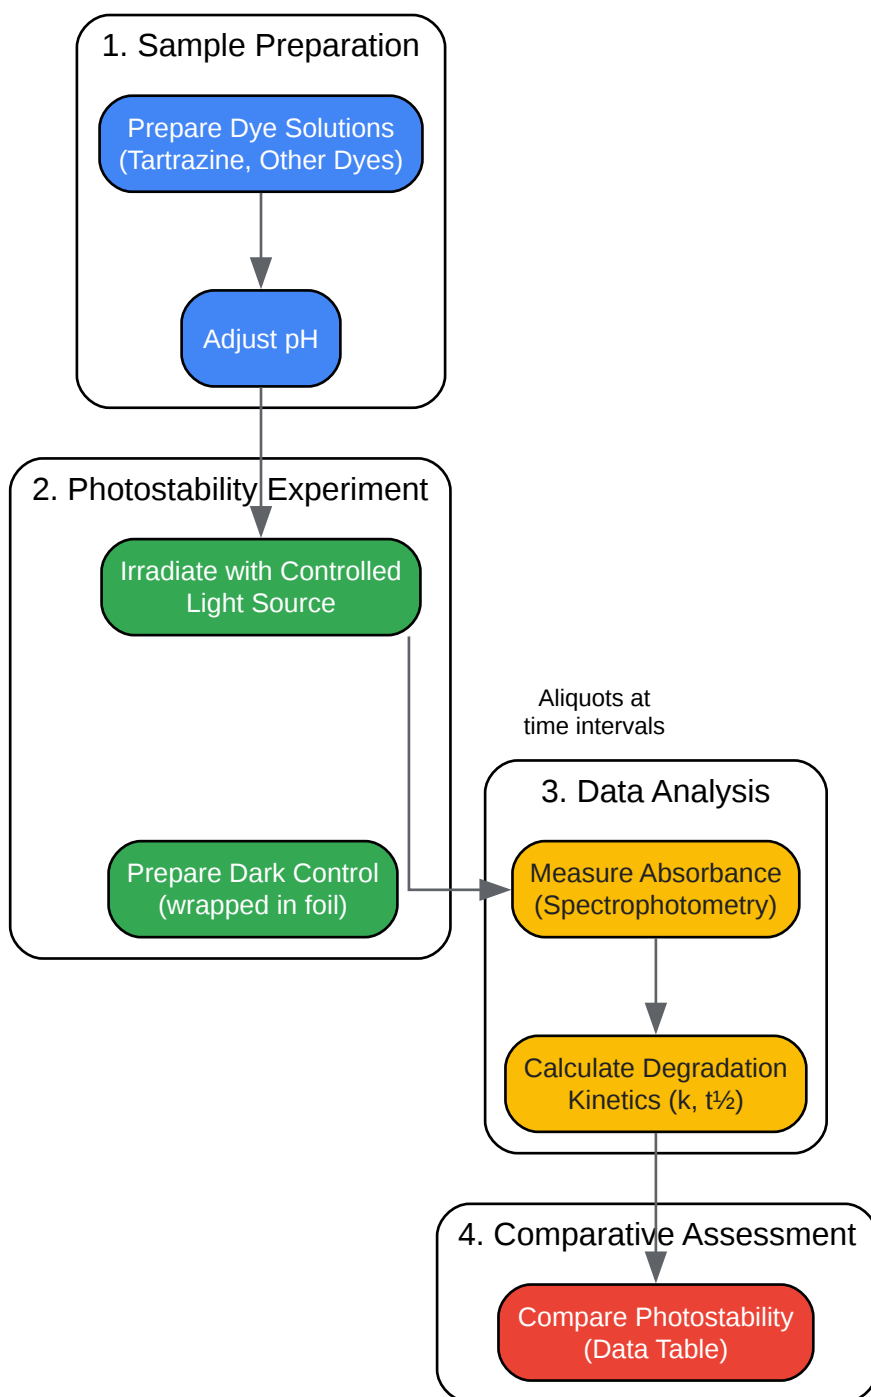 1. Sample Preparation
Prepare Dye Solutions
(Tartrazine, Other Dyes)
Adjust pH
2. Photostability Experiment
Irradiate with Controlled
Light Source
Aliquots at
time intervals
3. Data Analysis
Prepare Dark Control
(wrapped in foil)
Measure Absorbance
(Spectrophotometry)
Calculate Degradation
Kinetics (k, t½)
4. Comparative Assessment
Compare Photostability
(Data Table)